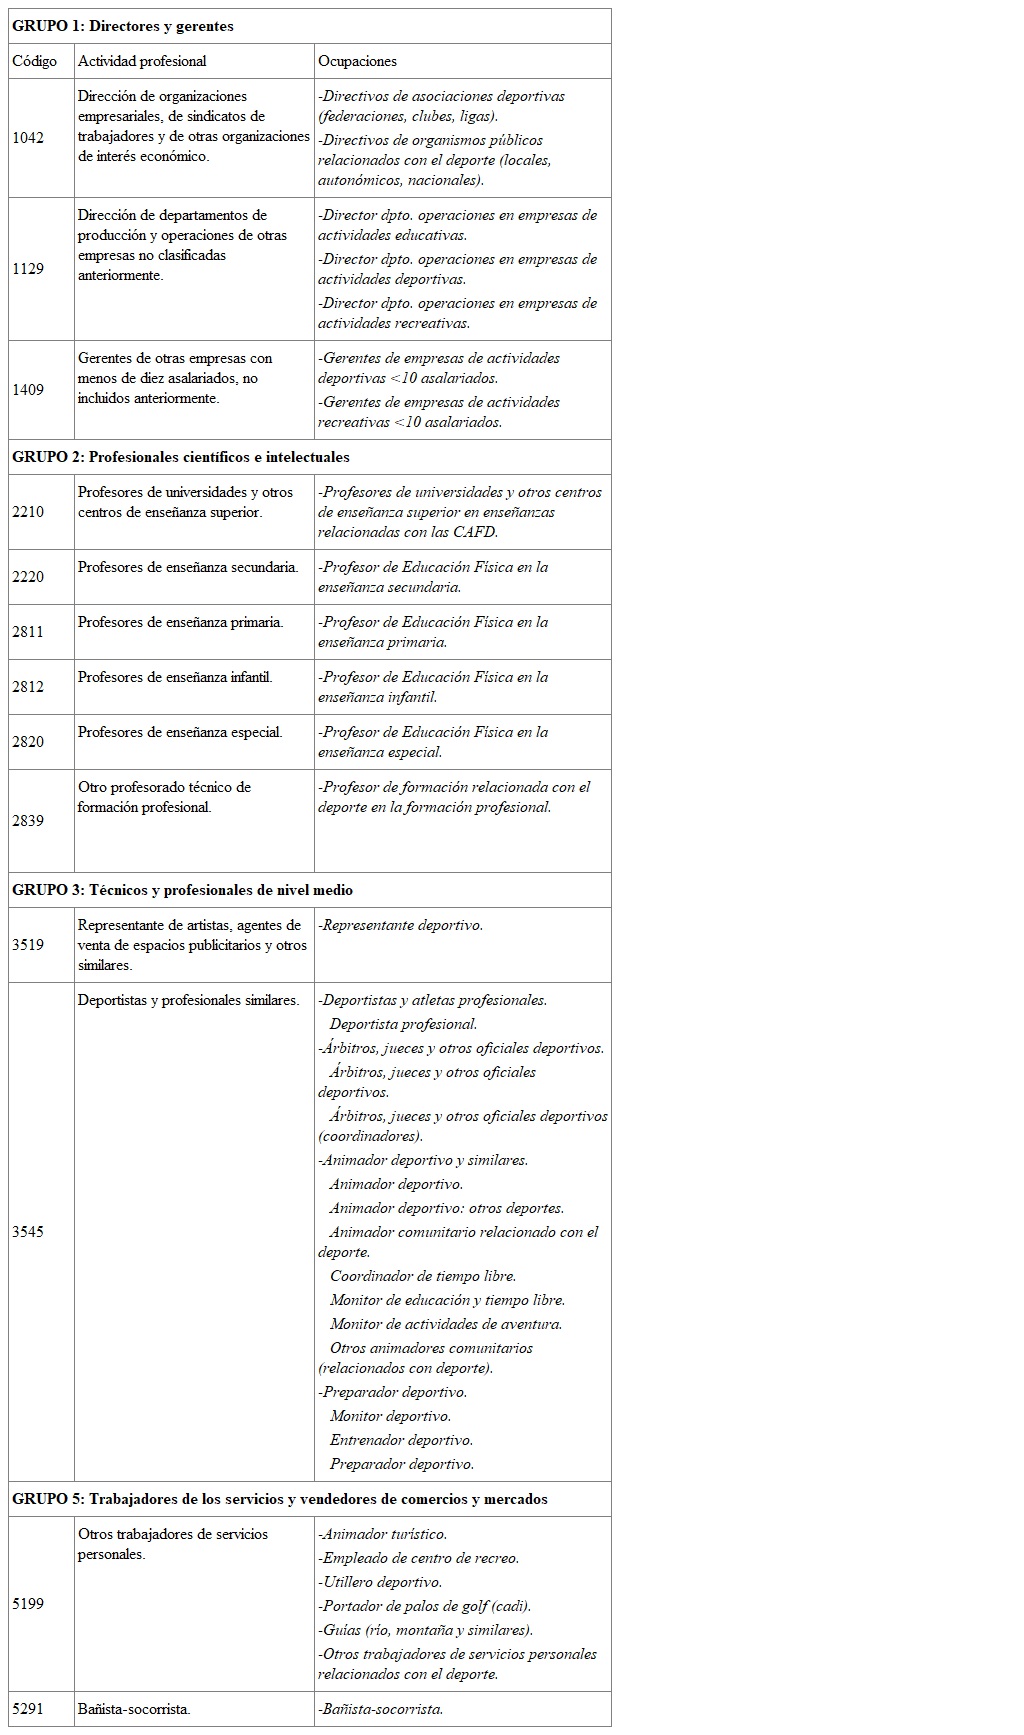 GRUPO 1: Directores y gerentes
Código
Actividad profesional
Ocupaciones
1042
Dirección de organizaciones
empresariales, de sindicatos de
trabajadores y de otras organizaciones
de interés económico.
-Directivos de asociaciones deportivas
(federaciones, clubes, ligas).
-Directivos de organismos públicos
relacionados con el deporte (locales,
autonómicos, nacionales).
1129
Dirección de departamentos de
producción y operaciones de otras
empresas no clasificadas
anteriormente.
-Director dpto. operaciones en empresas de
actividades educativas.
-Director dpto. operaciones en empresas de
actividades deportivas.
-Director dpto. operaciones en empresas de
actividades recreativas.
1409
Gerentes de otras empresas con
menos de diez asalariados, no
incluidos anteriormente.
-Gerentes de empresas de actividades
deportivas <10 asalariados.
-Gerentes de empresas de actividades
recreativas <10 asalariados.
GRUPO 2: Profesionales científicos e intelectuales
2210
Profesores de universidades y otros
centros de enseñanza superior.
-Profesores de universidades y otros centros
de enseñanza superior en enseñanzas
relacionadas con las CAFD.
2220
Profesores de enseñanza secundaria.
-Profesor de Educación Física en la
enseñanza secundaria.
2811
Profesores de enseñanza primaria.
-Profesor de Educación Física en la
enseñanza primaria.
2812
Profesores de enseñanza infantil.
-Profesor de Educación Física en la
enseñanza infantil.
2820
Profesores de enseñanza especial.
-Profesor de Educación Física en la
enseñanza especial.
2839
Otro profesorado técnico de
formación profesional.
-Profesor de formación relacionada con el
deporte en la formación profesional.
GRUPO 3: Técnicos y profesionales de nivel medio
3519
Representante de artistas, agentes de
venta de espacios publicitarios y otros
similares.
-Representante deportivo.
3545
Deportistas y profesionales similares.
-Deportistas y atletas profesionales.
Deportista profesional.
-Árbitros, jueces y otros oficiales deportivos.
Árbitros, jueces y otros oficiales
deportivos.
Árbitros, jueces y otros oficiales deportivos
(coordinadores).
-Animador deportivo y similares.
Animador deportivo.
Animador deportivo: otros deportes.
Animador comunitario relacionado con el
deporte.
Coordinador de tiempo libre.
Monitor de educación y tiempo libre.
Monitor de actividades de aventura.
Otros animadores comunitarios
(relacionados con deporte).
-Preparador deportivo.
Monitor deportivo.
Entrenador deportivo.
Preparador deportivo.
GRUPO 5: Trabajadores de los servicios y vendedores de comercios y mercados
5199
Otros trabajadores de servicios
personales.
-Animador turístico.
-Empleado de centro de recreo.
-Utillero deportivo.
-Portador de palos de golf (cadi).
-Guías (río, montaña y similares).
-Otros trabajadores de servicios personales
relacionados con el deporte.
5291
Bañista-socorrista.
-Bañista-socorrista.